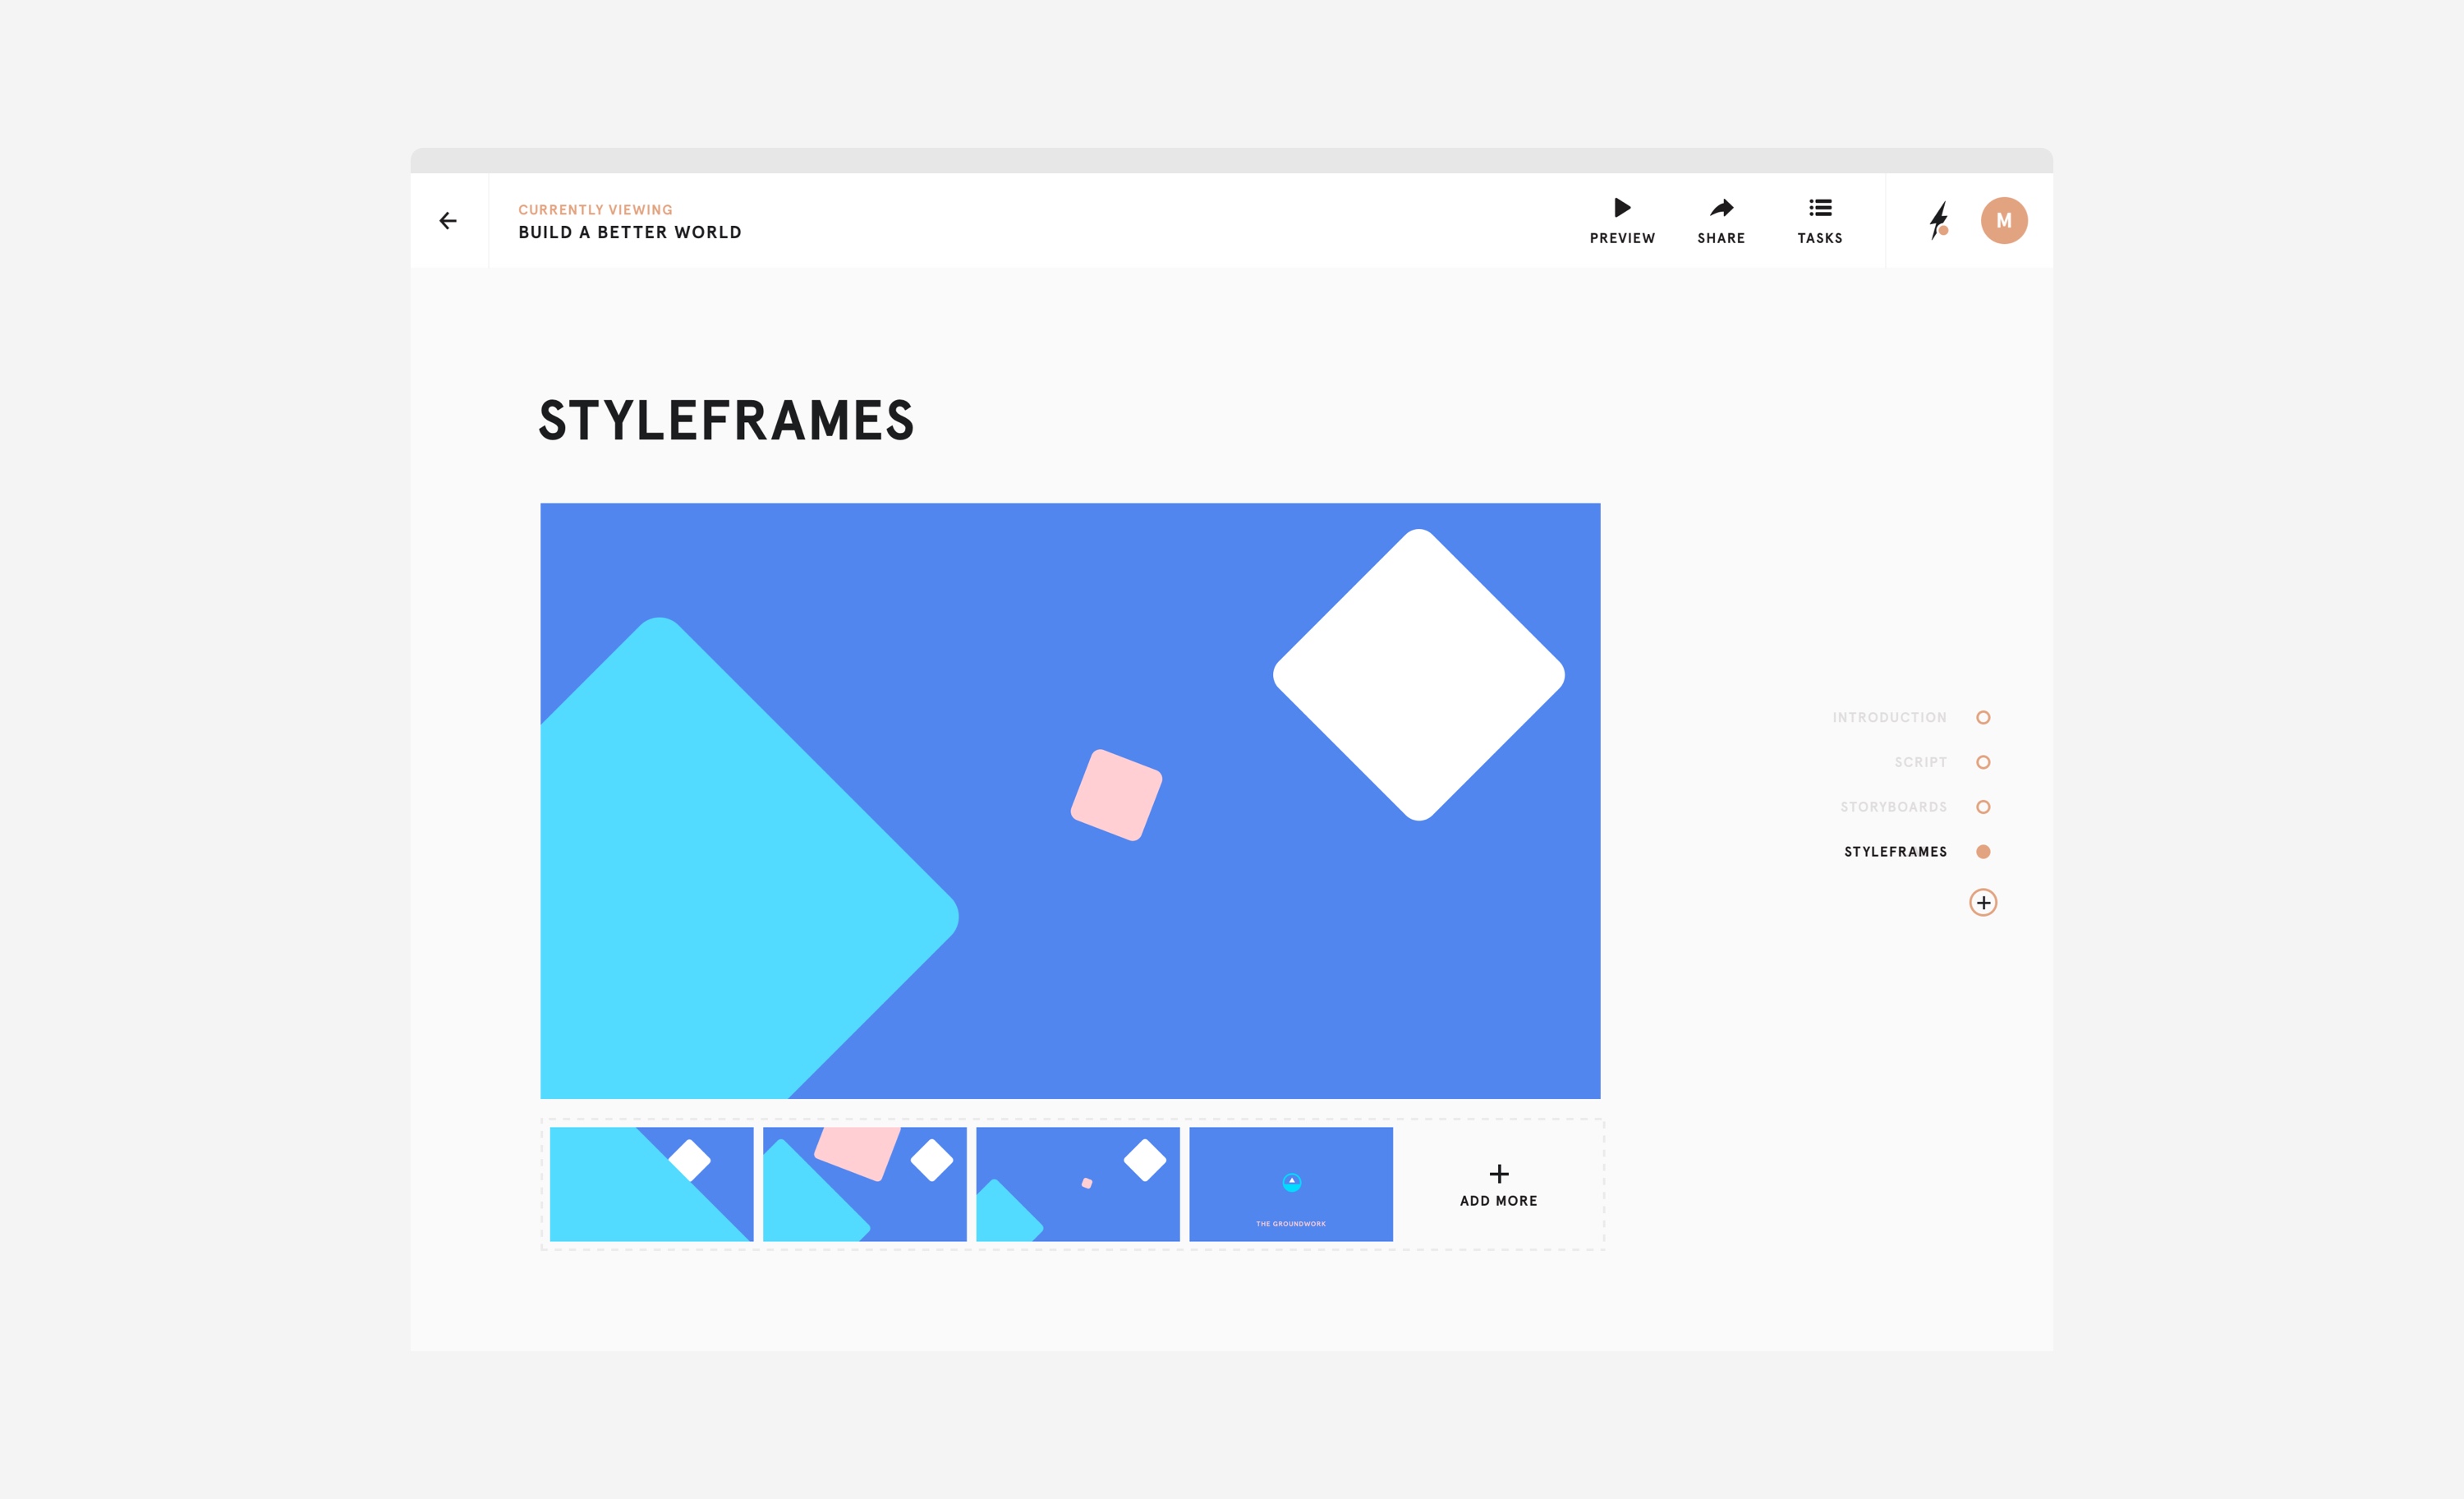 CURRENTLY VIEWING
BUILD A BETTER WORLD
PREVIEW
SHARE
TASKS
M
STYLEFRAMES
INTRODUCTION
SCRIPT
STORYBOARDS
STYLEFRAMES
THE GROUNDWORK
ADD MORE